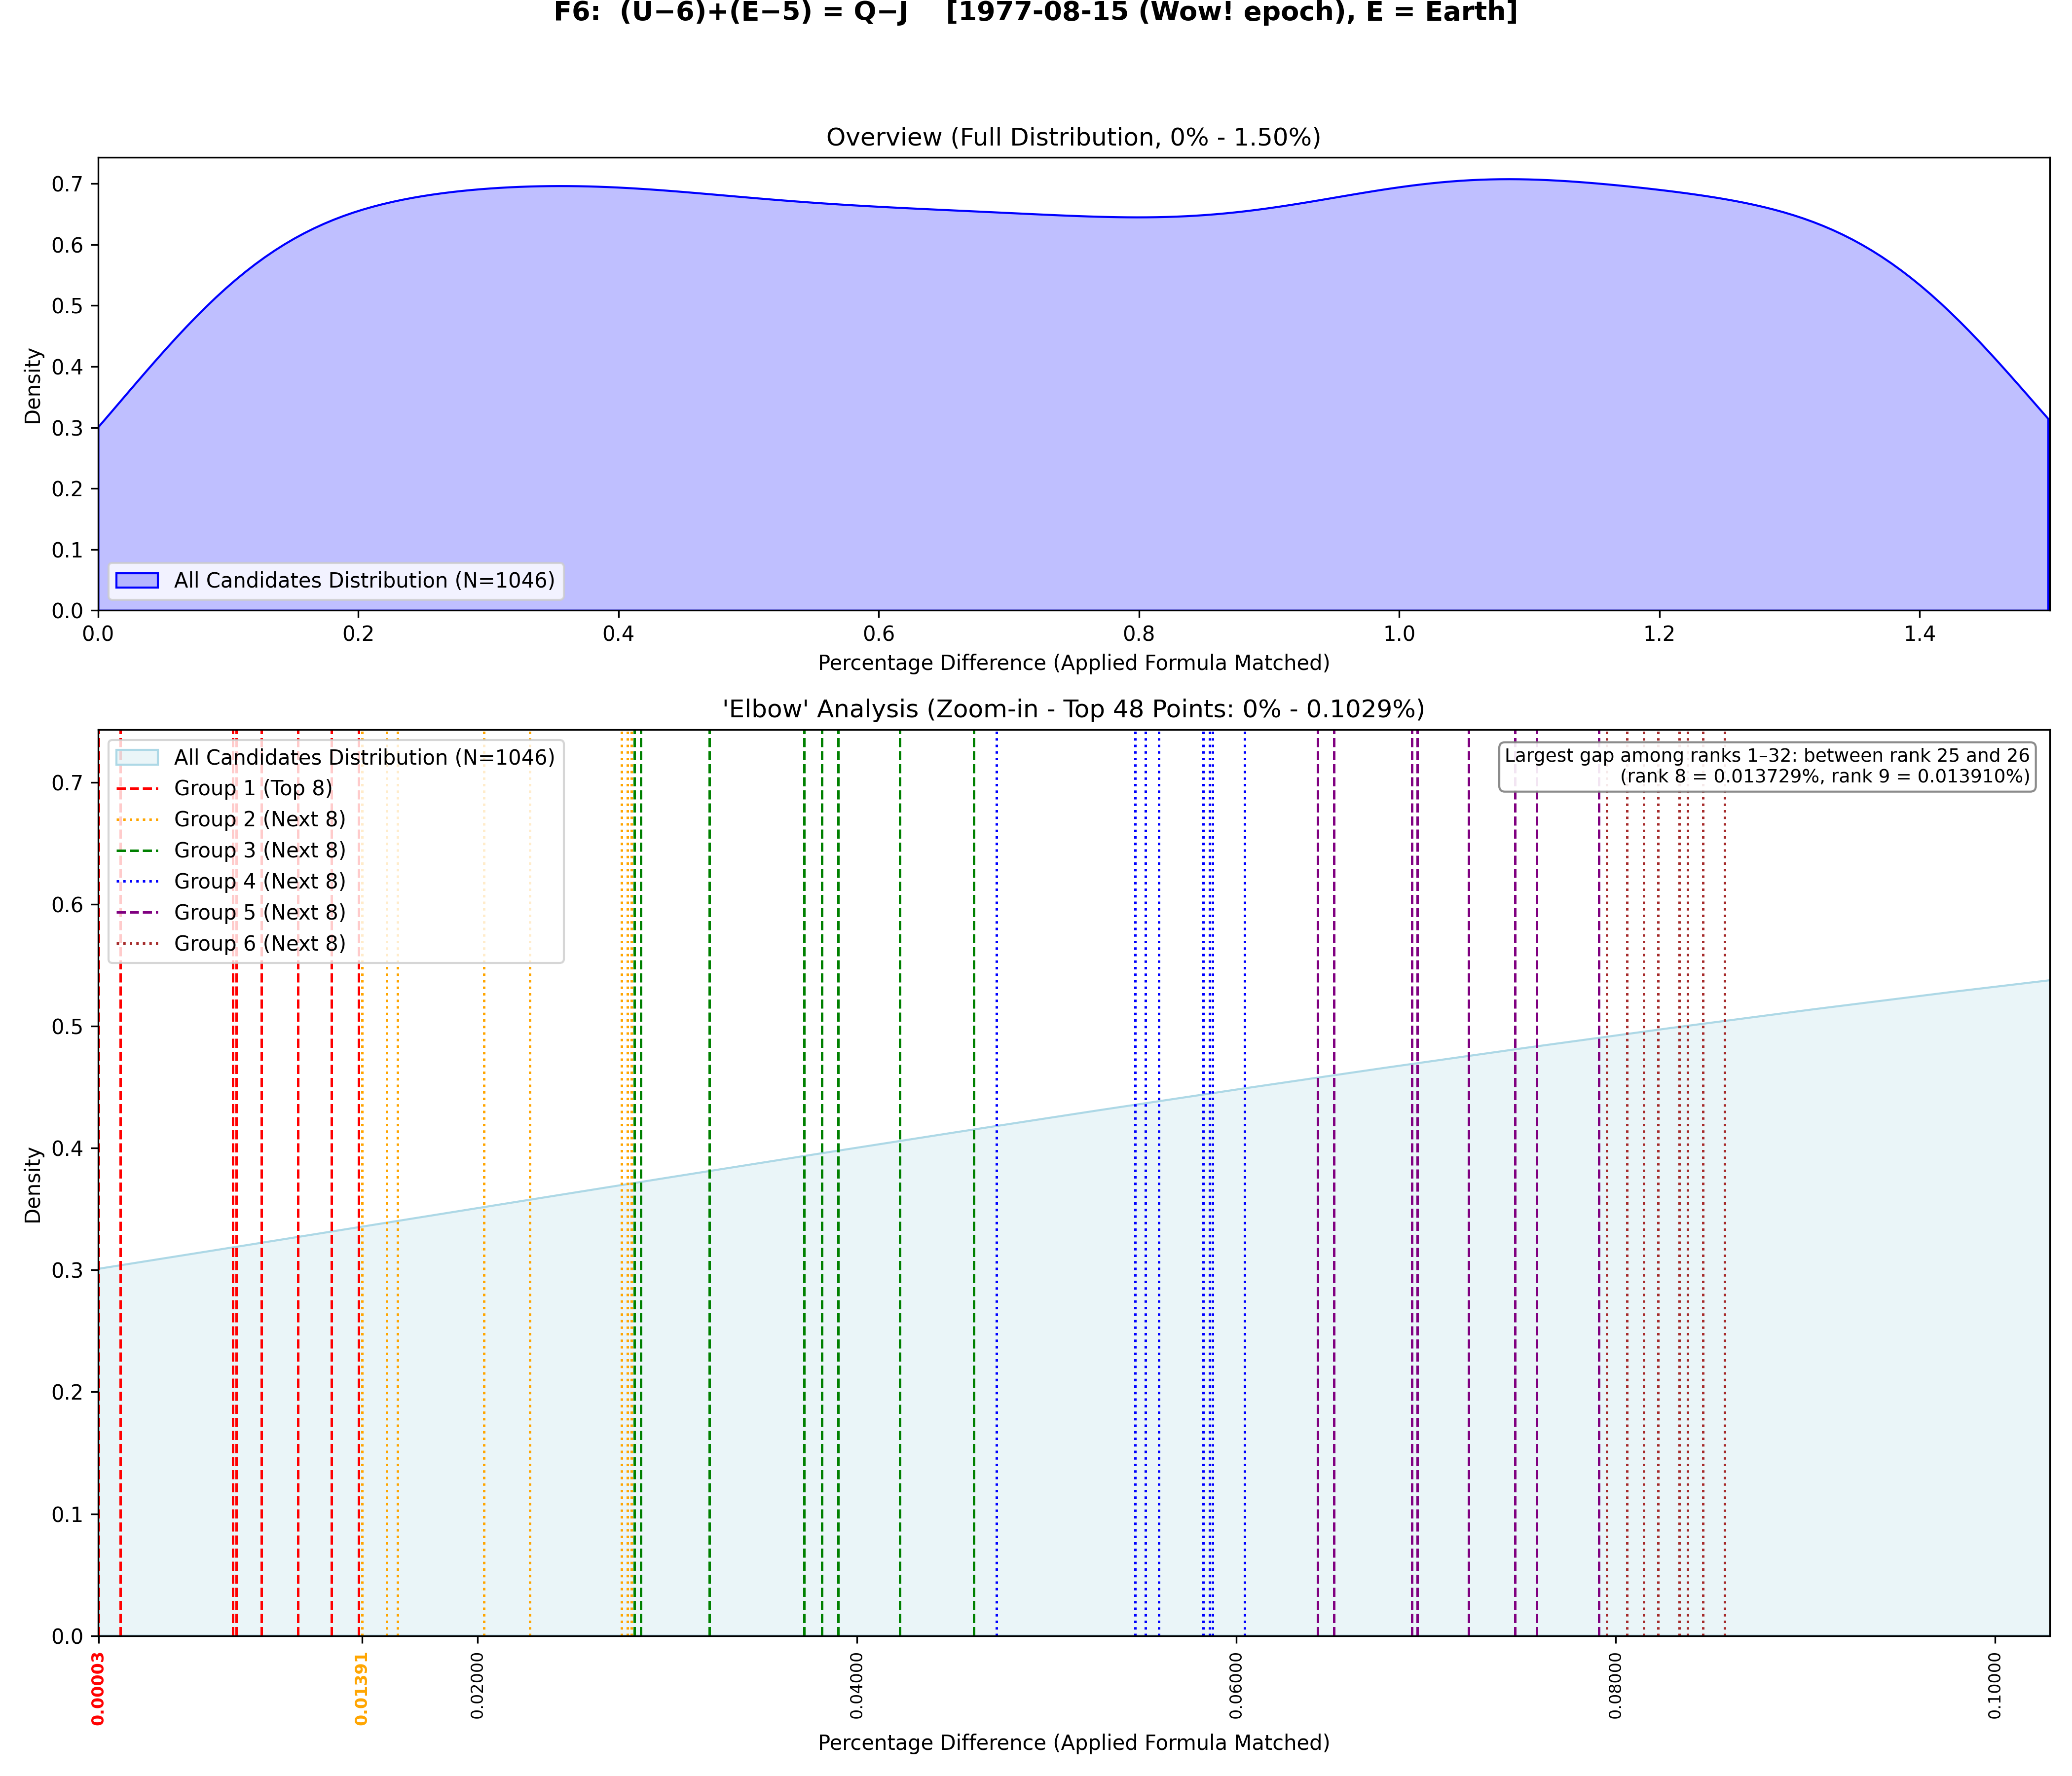 F6:  (U−6)+(E−5) = Q−J    [1977-08-15 (Wow! epoch), E = Earth]
Overview (Full Distribution, 0% - 1.50%)
0.7
0.6
0.5
0.4
0.3
0.2
0.1
0.0
Density
All Candidates Distribution (N=1046)
0.0 0.2 0.4 0.6 0.8 1.0 1.2 1.4
Percentage Difference (Applied Formula Matched)
'Elbow' Analysis (Zoom-in - Top 48 Points: 0% - 0.1029%)
All Candidates Distribution (N=1046)
Group 1 (Top 8)
Group 2 (Next 8)
Group 3 (Next 8)
Group 4 (Next 8)
Group 5 (Next 8)
Group 6 (Next 8)
Largest gap among ranks 1–32: between rank 25 and 26
(rank 8 = 0.013729%, rank 9 = 0.013910%)
0.7
0.6
0.5
0.4
0.3
0.2
0.1
0.0
Density
0.00003 0.01391 0.02000 0.04000 0.06000 0.08000 0.10000
Percentage Difference (Applied Formula Matched)